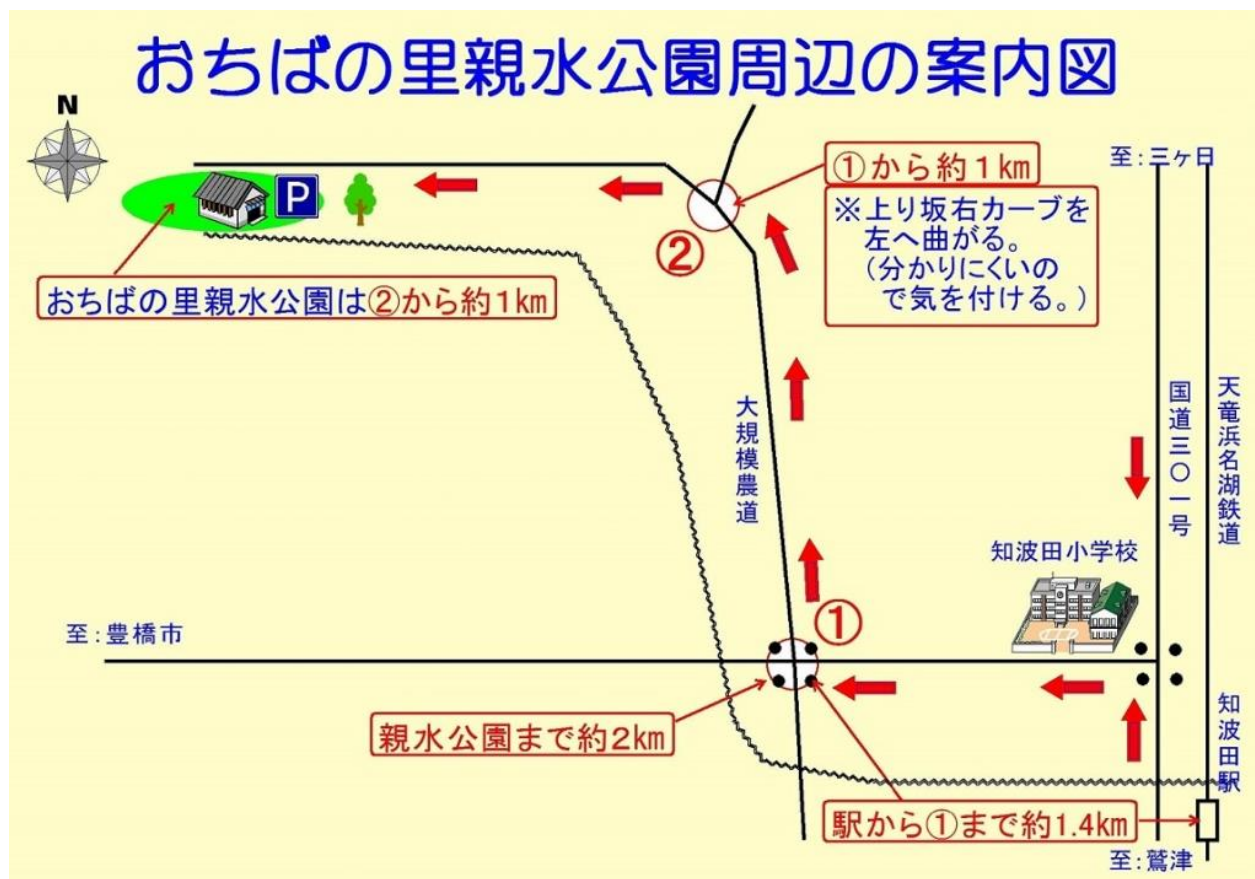 おちばの里親水公園周辺の案内図
N
①から約1km
※上り坂右カーブを
左へ曲がる。
(分かりにくいの
で気を付ける。)
至:三ヶ日
P
②
おちばの里親水公園は②から約1km
大規模農道
国道三〇一号
天竜浜名湖鉄道
知波田小学校
①
至:豊橋市
親水公園まで約2km
知波田駅
駅から①まで約1.4km
至:鷲津